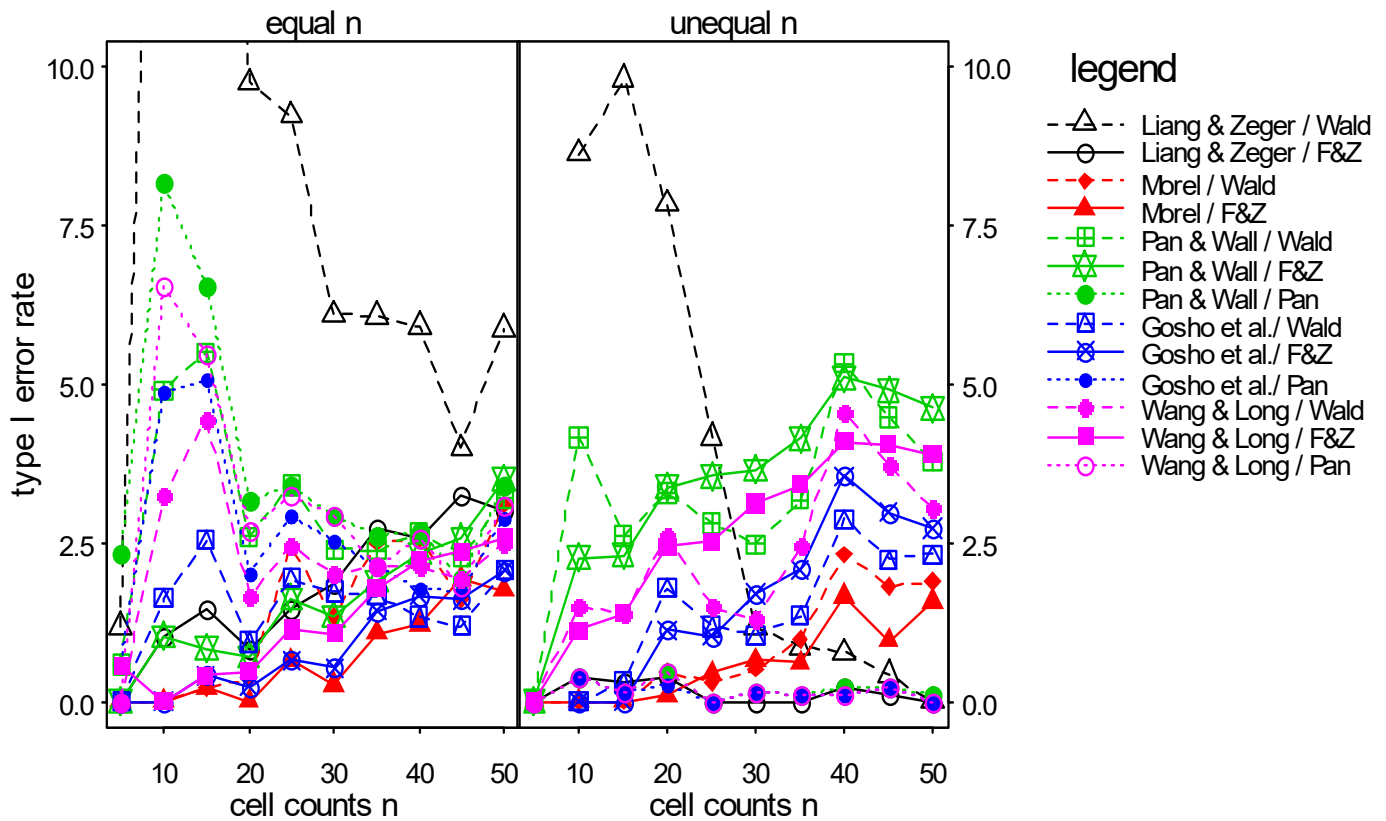 equal n
unequal n
10.0
7.5
5.0
2.5
0.0
type I error rate
10.0
7.5
5.0
2.5
0.0
10
20
30
40
50
10
20
30
40
50
cell counts n
cell counts n
legend
Liang & Zeger / Wald
Liang & Zeger / F&Z
Morel / Wald
Morel / F&Z
Pan & Wall / Wald
Pan & Wall / F&Z
Pan & Wall / Pan
Gosho et al./ Wald
Gosho et al./ F&Z
Gosho et al./ Pan
Wang & Long / Wald
Wang & Long / F&Z
Wang & Long / Pan